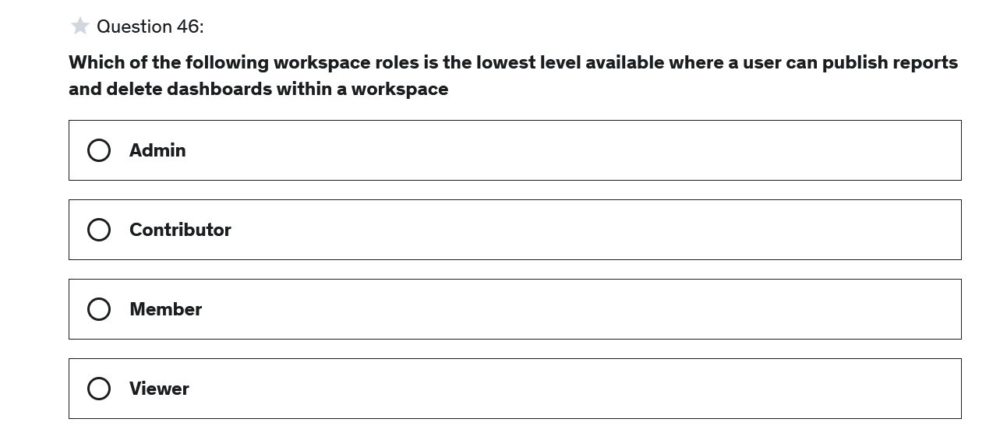 Question 46:
Which of the following workspace roles is the lowest level available where a user can publish reports
and delete dashboards within a workspace
Admin
Contributor
Member
Viewer